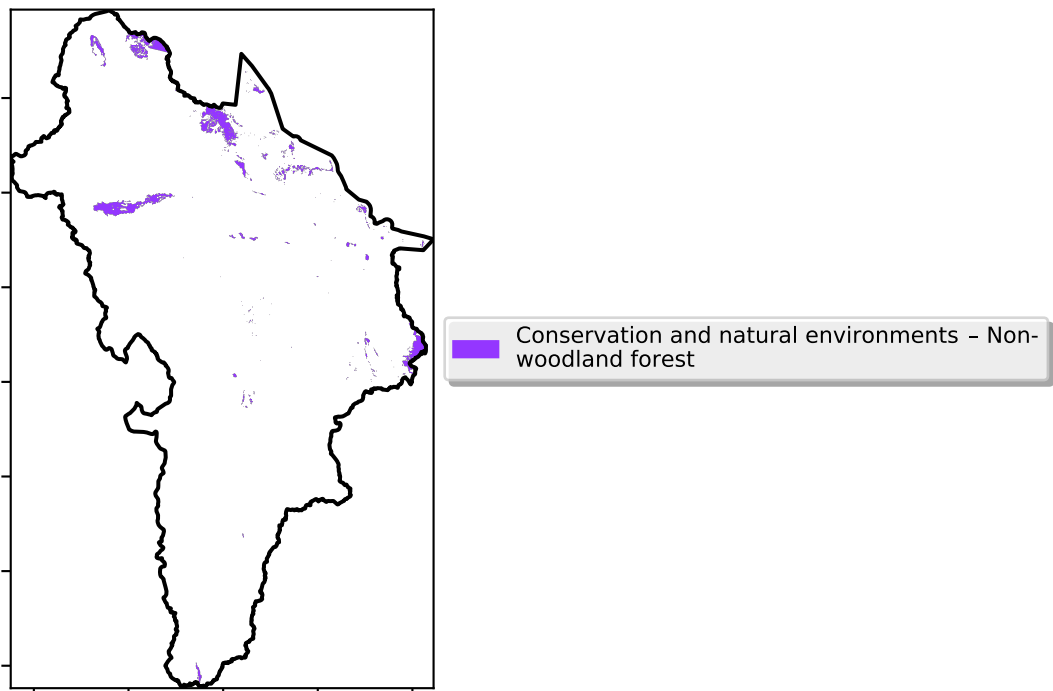 Conservation and natural environments – Non-
woodland forest